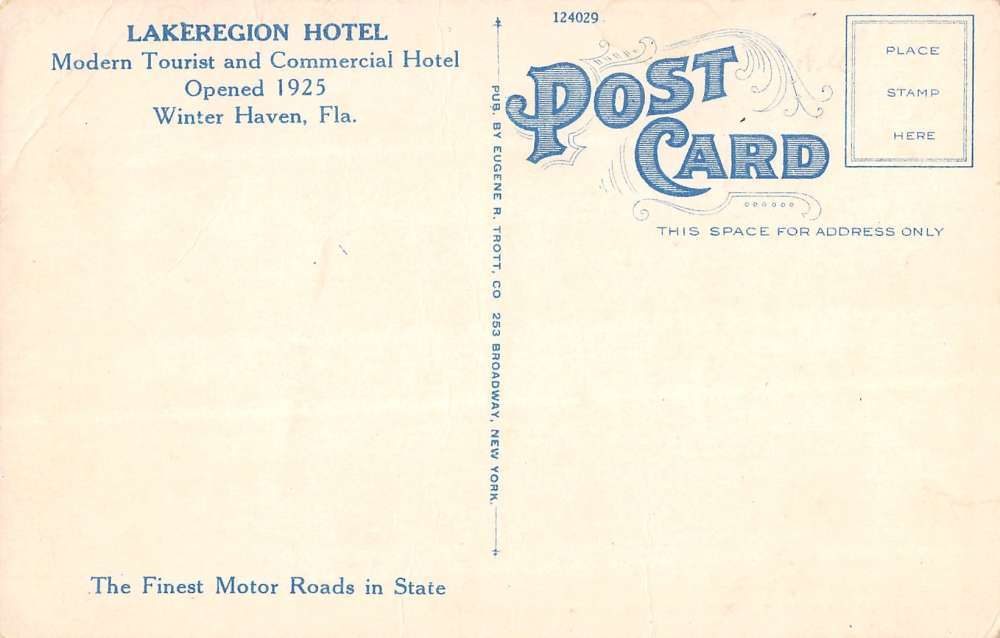 LAKEREGION HOTEL
Modern Tourist and Commercial Hotel
Opened 1925
Winter Haven, Fla.
The Finest Motor Roads in State
PUB. BY EUGENE R. TROTT, CO 253 BROADWAY, NEW YORK.
124029
POST
CARD
PLACE
STAMP
HERE
THIS SPACE FOR ADDRESS ONLY